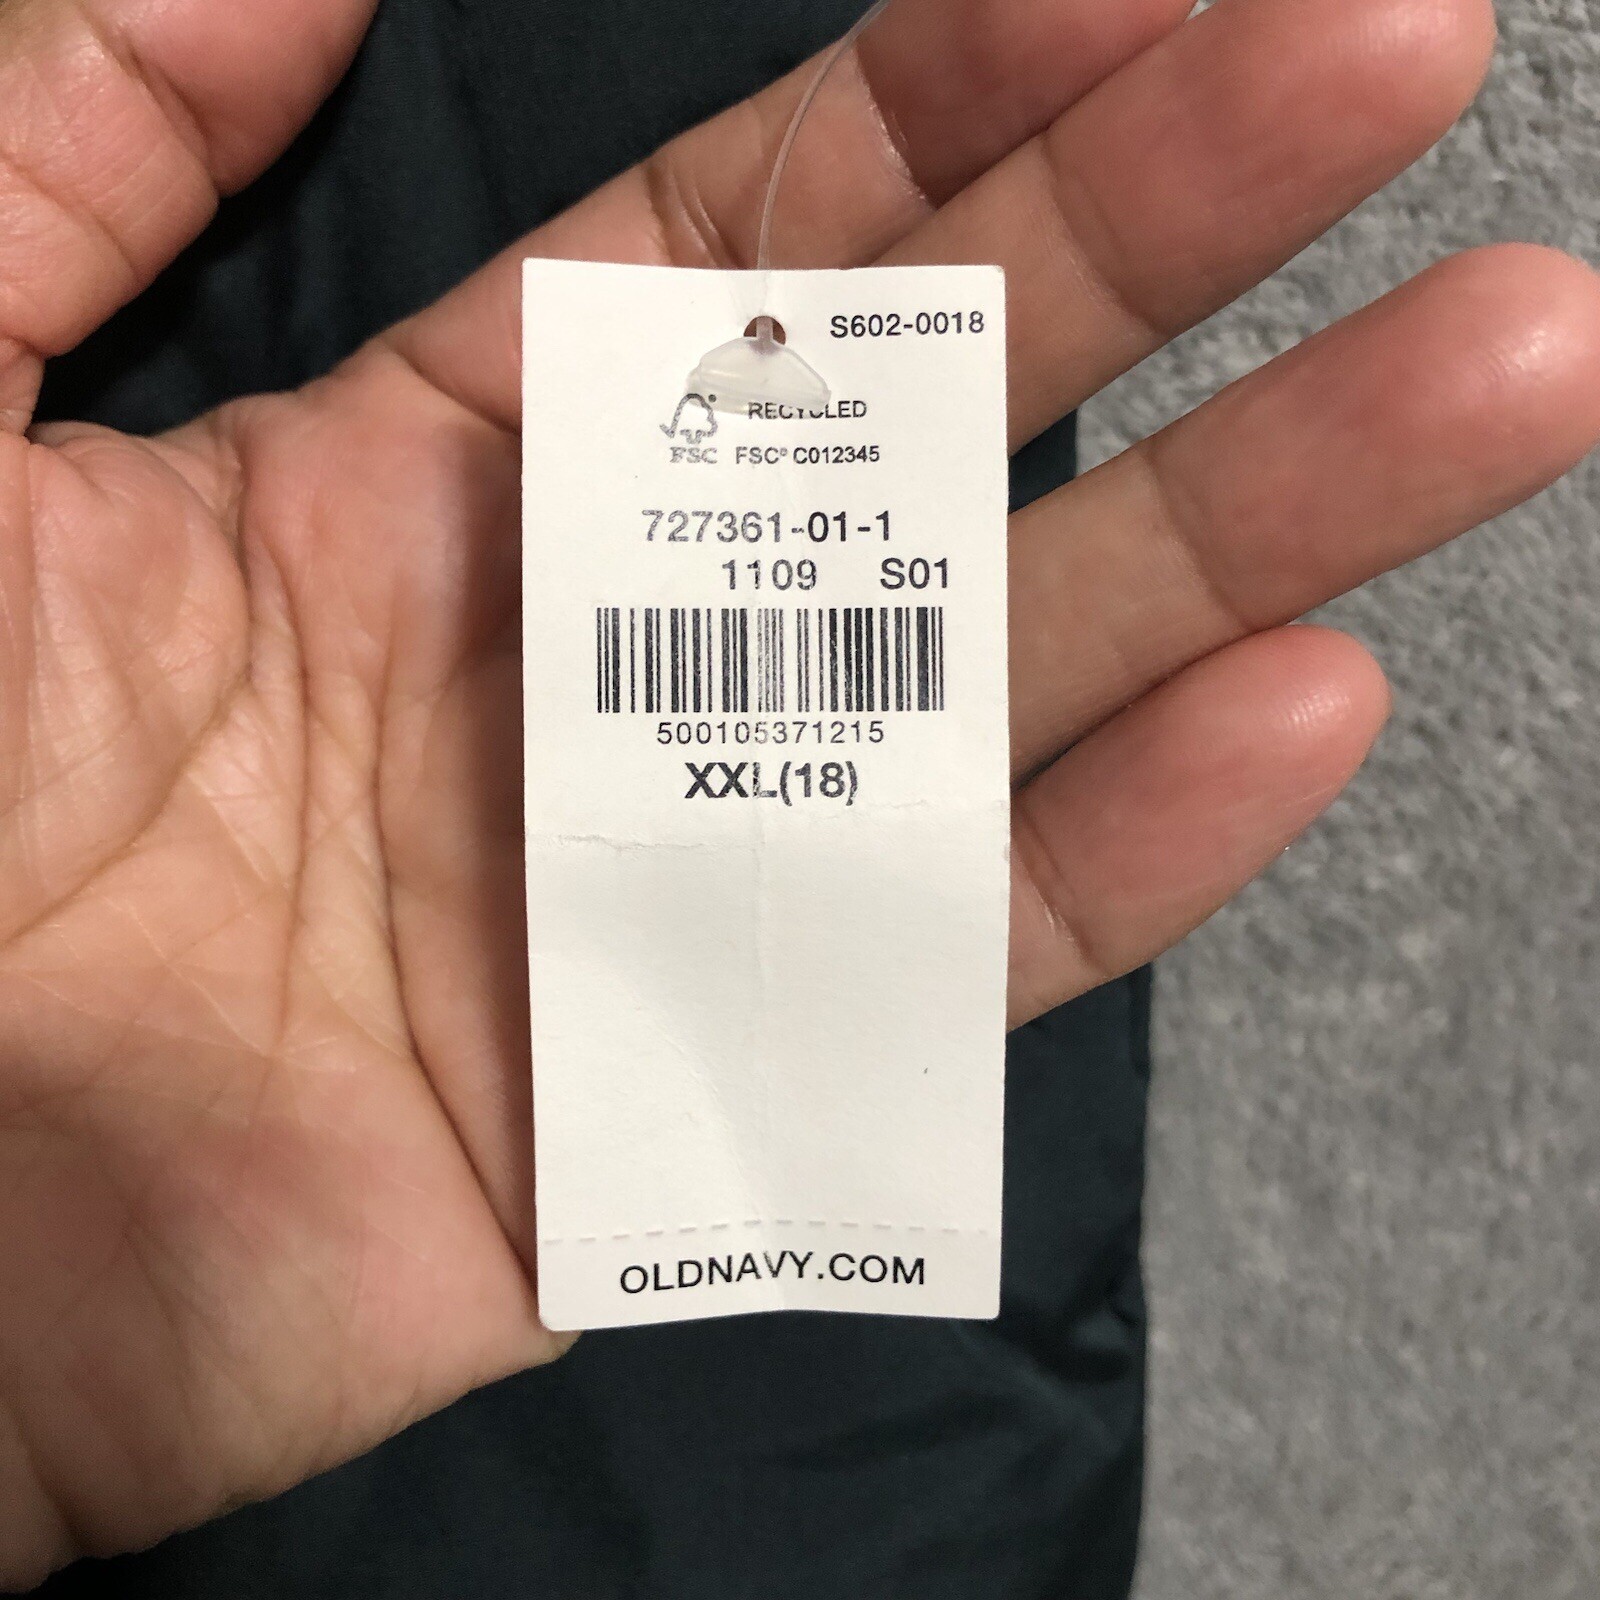 S602-0018
RECYCLED
FSC FSC® C012345
727361-01-1
1109 S01
500105371215
XXL(18)
OLDNAVY.COM